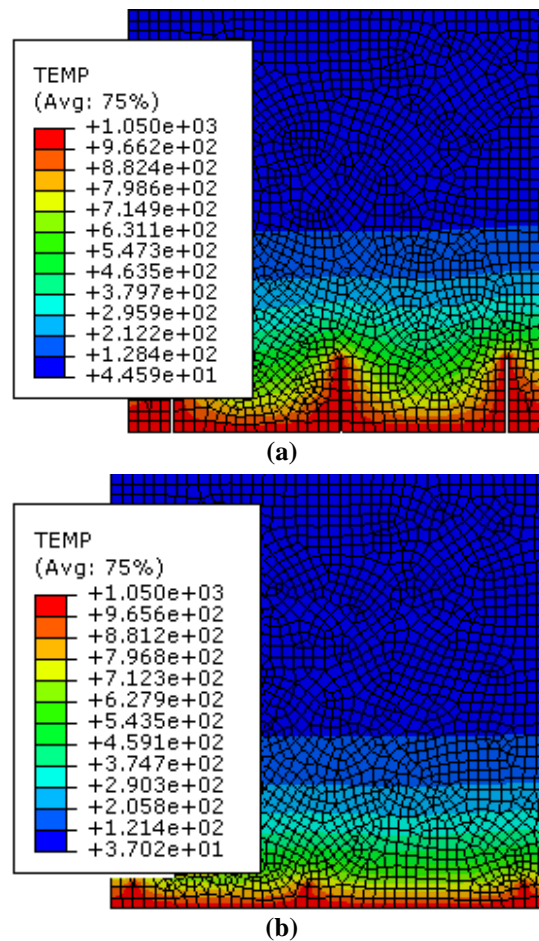 TEMP
(Avg: 75%)
+1.050e+03
+9.662e+02
+8.824e+02
+7.986e+02
+7.149e+02
+6.311e+02
+5.473e+02
+4.635e+02
+3.797e+02
+2.959e+02
+2.122e+02
+1.284e+02
+4.459e+01
(a)
TEMP
(Avg: 75%)
+1.050e+03
+9.656e+02
+8.812e+02
+7.968e+02
+7.123e+02
+6.279e+02
+5.435e+02
+4.591e+02
+3.747e+02
+2.903e+02
+2.058e+02
+1.214e+02
+3.702e+01
(b)